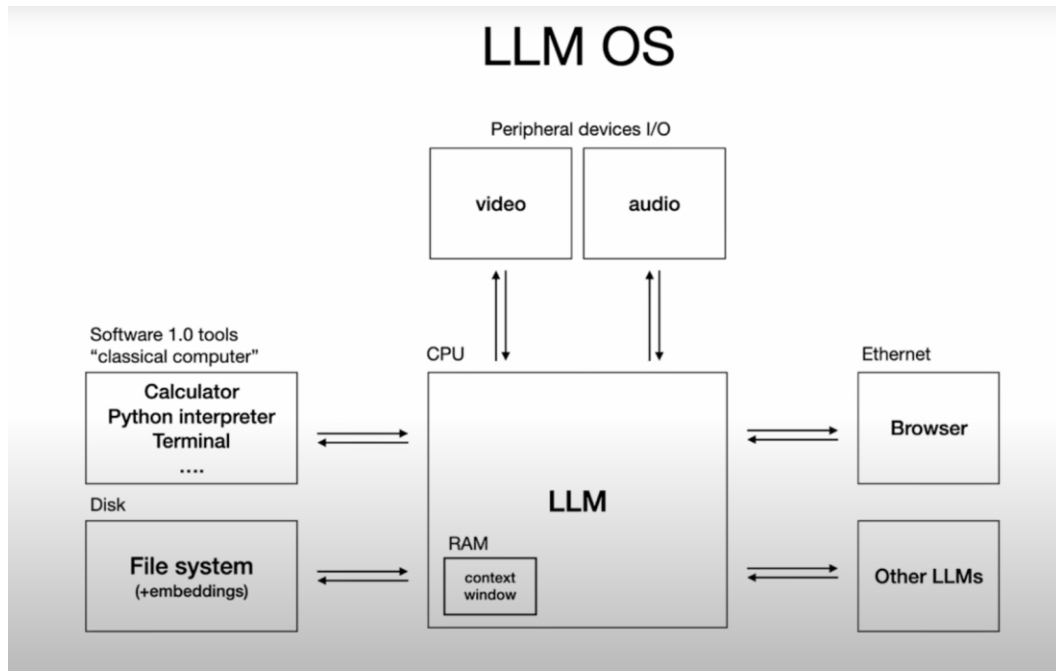 LLM OS
Peripheral devices I/O
video
audio
Software 1.0 tools
“classical computer”
Calculator
Python interpreter
Terminal
....
CPU
LLM
RAM
context
window
Ethernet
Browser
Disk
File system
(+embeddings)
Other LLMs